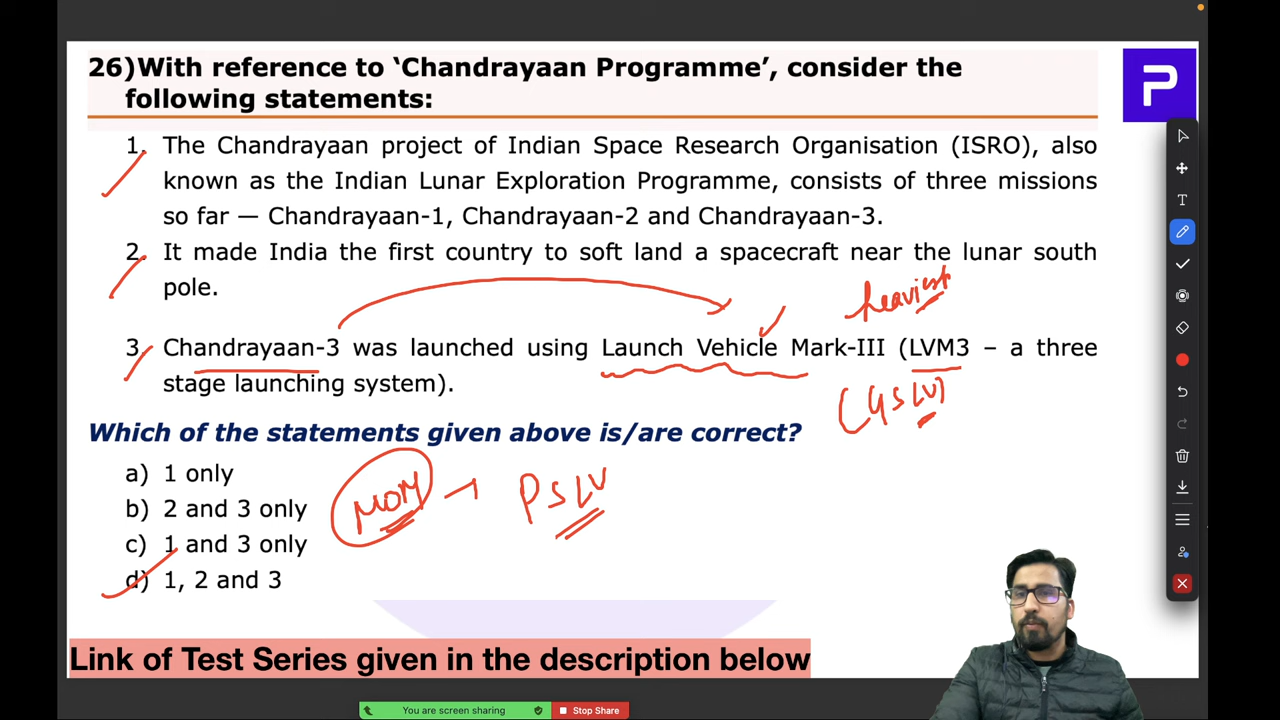 26)With reference to ‘Chandrayaan Programme’, consider the
following statements:
1. The Chandrayaan project of Indian Space Research Organisation (ISRO), also
known as the Indian Lunar Exploration Programme, consists of three missions
so far — Chandrayaan-1, Chandrayaan-2 and Chandrayaan-3.
2. It made India the first country to soft land a spacecraft near the lunar south
pole.
heaviest
3. Chandrayaan-3 was launched using Launch Vehicle Mark-III (LVM3 – a three
stage launching system).
(GSLV)
Which of the statements given above is/are correct?
a) 1 only
b) 2 and 3 only
MOM → PSLV
c) 1 and 3 only
d) 1, 2 and 3
Link of Test Series given in the description below
You are screen sharing
Stop Share
P
T